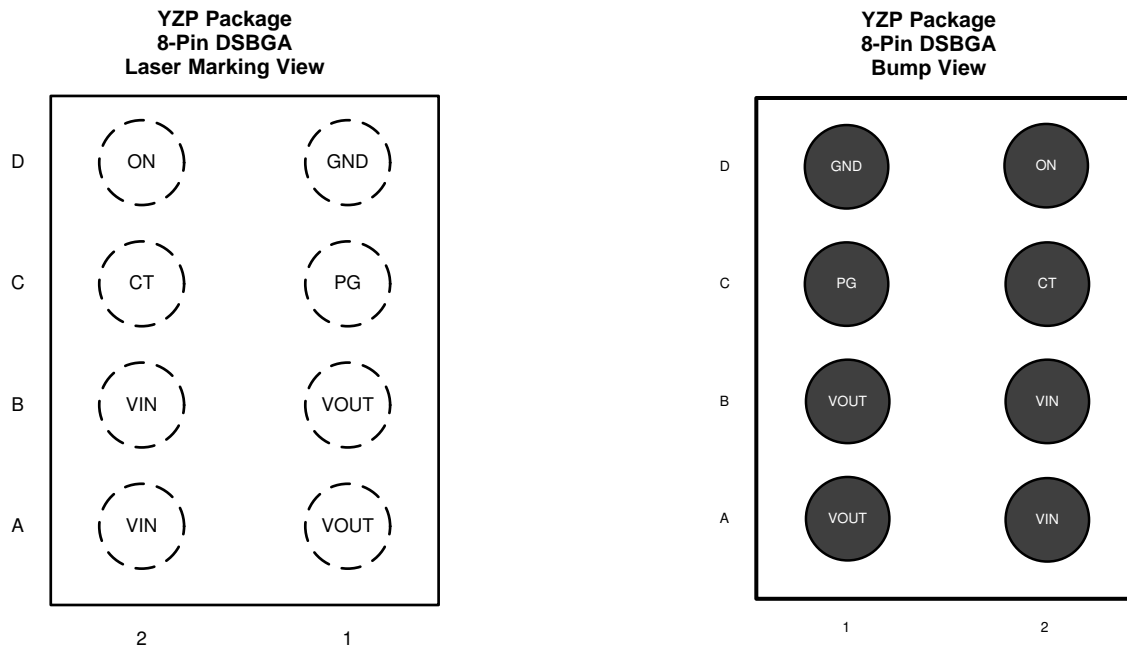 YZP Package
8-Pin DSBGA
Laser Marking View
D ON GND
C CT PG
B VIN VOUT
A VIN VOUT
2 1
YZP Package
8-Pin DSBGA
Bump View
D GND ON
C PG CT
B VOUT VIN
A VOUT VIN
1 2